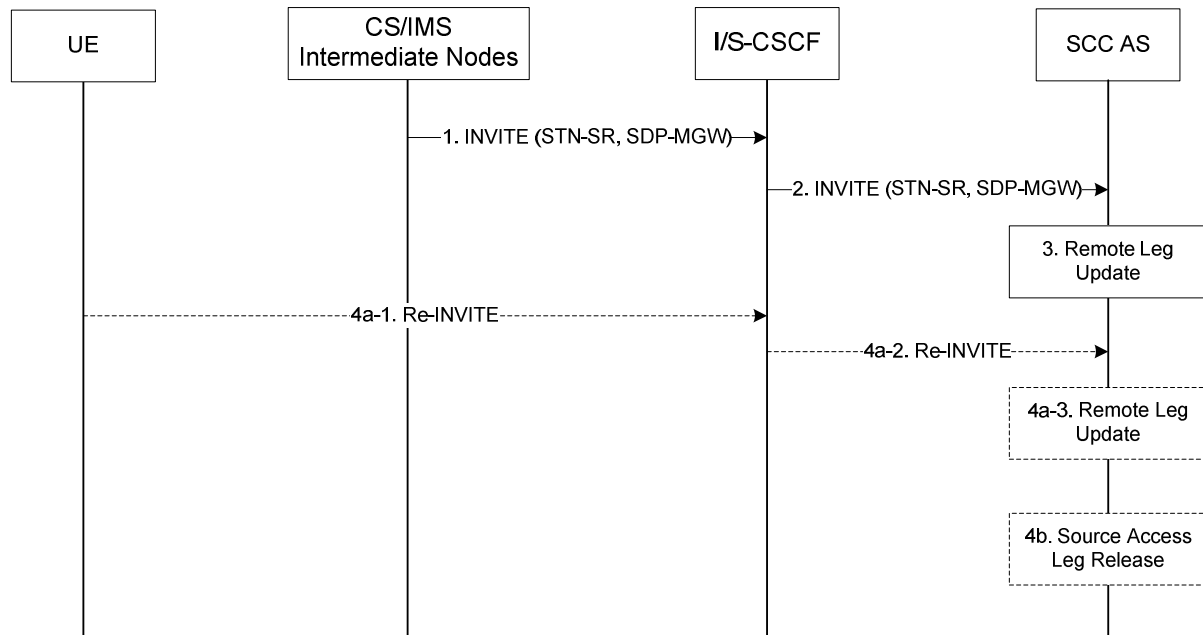 UE
CS/IMS
Intermediate Nodes
I/S-CSCF
SCC AS
1. INVITE (STN-SR, SDP-MGW)
2. INVITE (STN-SR, SDP-MGW)
3. Remote Leg
Update
4a-1. Re-INVITE
4a-2. Re-INVITE
4a-3. Remote Leg
Update
4b. Source Access
Leg Release